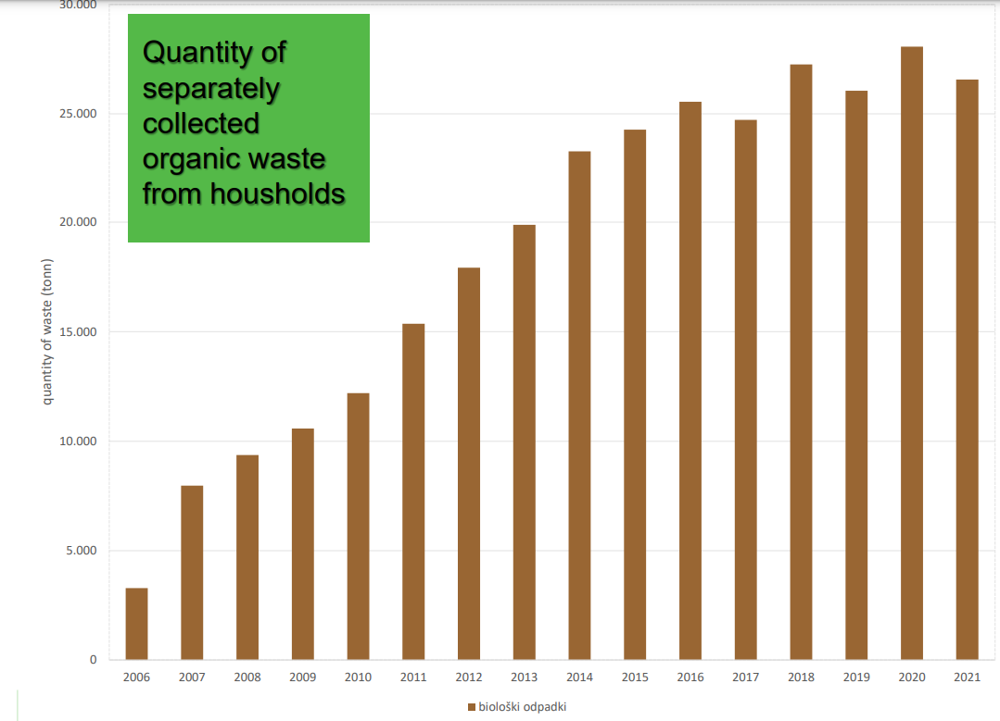 30.000
Quantity of
separately
collected
organic waste
from housholds
25.000
20.000
15.000
10.000
5.000
0
quantity of waste (tonn)
2006 2007 2008 2009 2010 2011 2012 2013 2014 2015 2016 2017 2018 2019 2020 2021
biološki odpadki